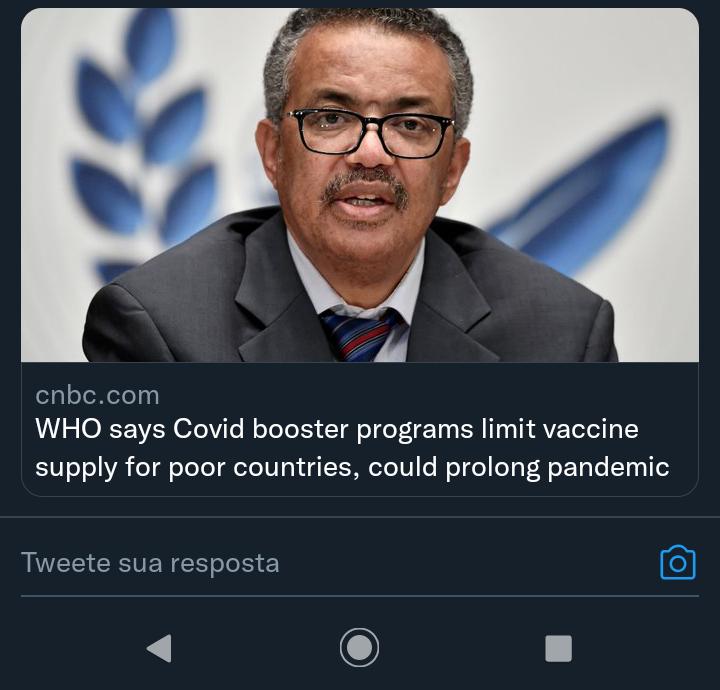 cnbc.com
WHO says Covid booster programs limit vaccine
supply for poor countries, could prolong pandemic
Tweete sua resposta